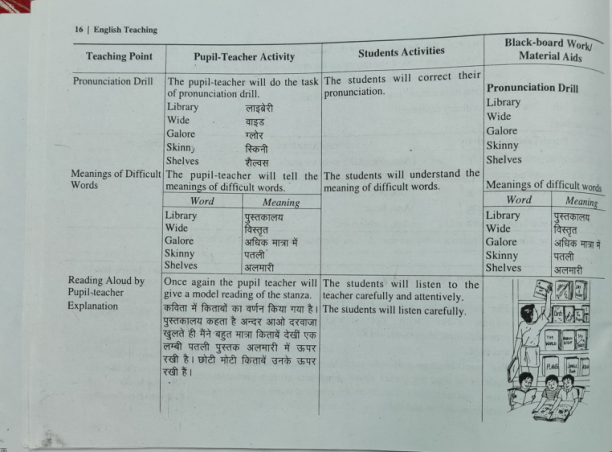 16 | English Teaching
Teaching Point Pupil-Teacher Activity Students Activities Black-board Work/
Material Aids
Pronunciation Drill
The pupil-teacher will do the task
of pronunciation drill.
Library लाइब्रेरी
Wide वाइड
Galore ग्लोर
Skinny स्किनी
Shelves शैल्वस
The students will correct their
pronunciation.
Pronunciation Drill
Library
Wide
Galore
Skinny
Shelves
Meanings of Difficult
Words
The pupil-teacher will tell the
meanings of difficult words.
Word Meaning
Library पुस्तकालय
Wide विस्तृत
Galore अधिक मात्रा में
Skinny पतली
Shelves अलमारी
The students will understand the
meaning of difficult words.
Meanings of difficult words
Word Meaning
Library पुस्तकालय
Wide विस्तृत
Galore अधिक मात्रा में
Skinny पतली
Shelves अलमारी
Reading Aloud by
Pupil-teacher
Explanation
Once again the pupil teacher will
give a model reading of the stanza.
कविता में किताबों का वर्णन किया गया है।
पुस्तकालय कहता है अन्दर आओ दरवाजा
खुलते ही मैंने बहुत मात्रा किताबें देखी एक
लम्बी पतली पुस्तक अलमारी में ऊपर
रखी है। छोटी मोटी किताबें उनके ऊपर
रखी हैं।
The students will listen to the
teacher carefully and attentively.
The students will listen carefully.
THE
WORLD